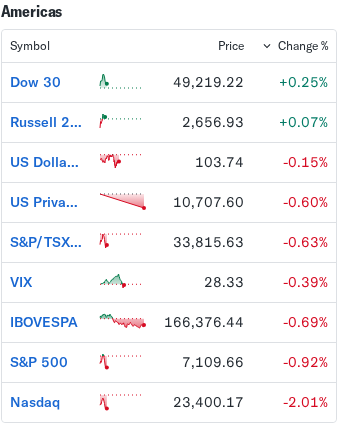 Americas
Symbol Price Change %
Dow 30 49,219.22 +0.25%
Russell 2... 2,656.93 +0.07%
US Dolla... 103.74 -0.15%
US Priva... 10,707.60 -0.60%
S&P/TSX... 33,815.63 -0.63%
VIX 28.33 -0.39%
IBOVESPA 166,376.44 -0.69%
S&P 500 7,109.66 -0.92%
Nasdaq 23,400.17 -2.01%